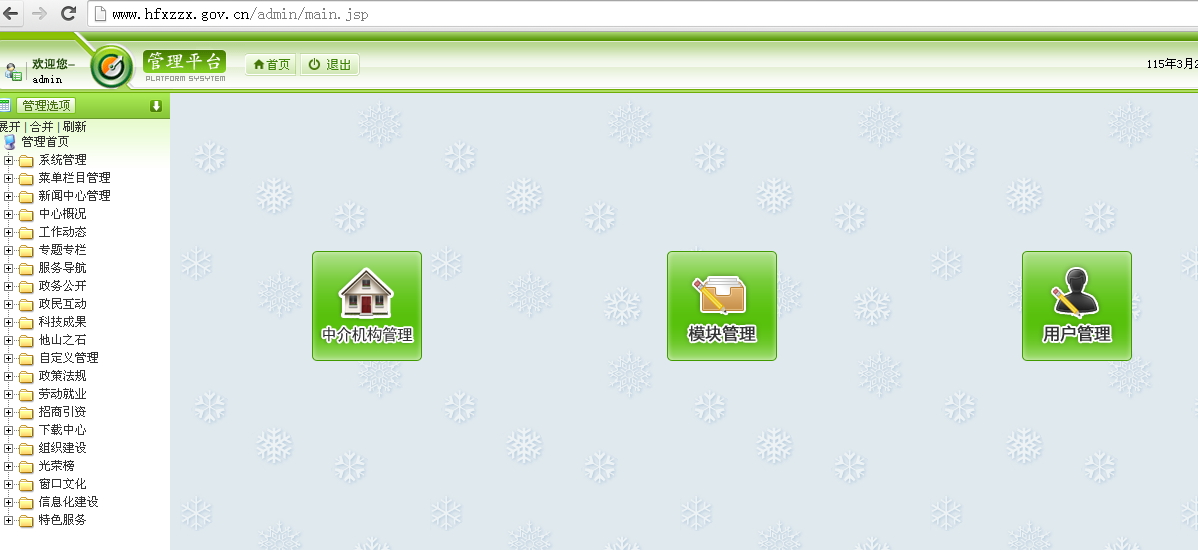 www.hfxzzx.gov.cn/admin/main.jsp
欢迎您–
admin
管理平台
PLATFORM SYSYTEM
首页
退出
115年3月2
管理选项
展开 | 合并 | 刷新
管理首页
系统管理
菜单栏目管理
新闻中心管理
中心概况
工作动态
专题专栏
服务导航
政务公开
政民互动
科技成果
他山之石
自定义管理
政策法规
劳动就业
招商引资
下载中心
组织建设
光荣榜
窗口文化
信息化建设
特色服务
中介机构管理
模块管理
用户管理